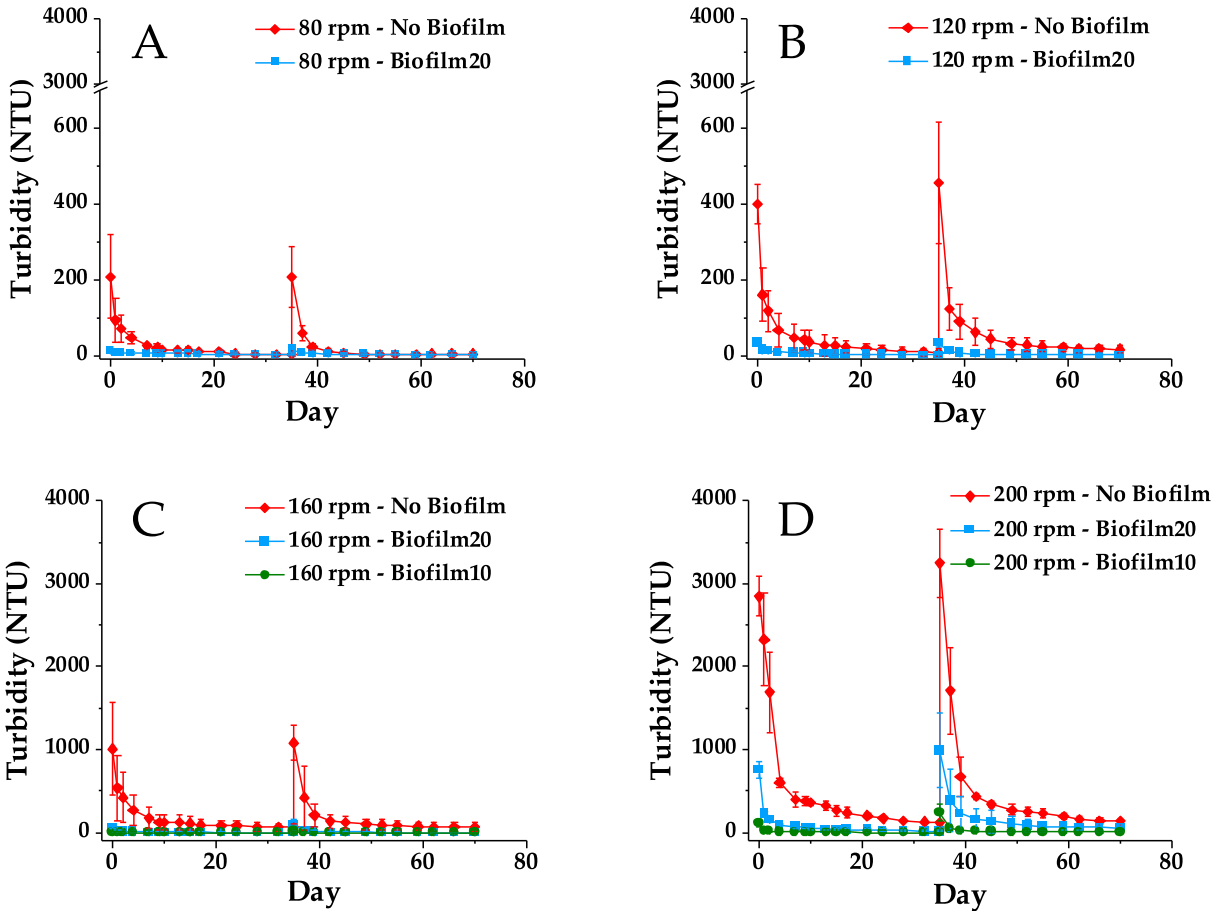 A
80 rpm - No Biofilm
80 rpm - Biofilm20
4000
3000
600
400
200
0
Turbidity (NTU)
0 20 40 60 80
Day
B
120 rpm - No Biofilm
120 rpm - Biofilm20
4000
3000
600
400
200
0
Turbidity (NTU)
0 20 40 60 80
Day
C
160 rpm - No Biofilm
160 rpm - Biofilm20
160 rpm - Biofilm10
4000
3000
2000
1000
0
Turbidity (NTU)
0 20 40 60 80
Day
D
200 rpm - No Biofilm
200 rpm - Biofilm20
200 rpm - Biofilm10
4000
3000
2000
1000
0
Turbidity (NTU)
0 20 40 60 80
Day